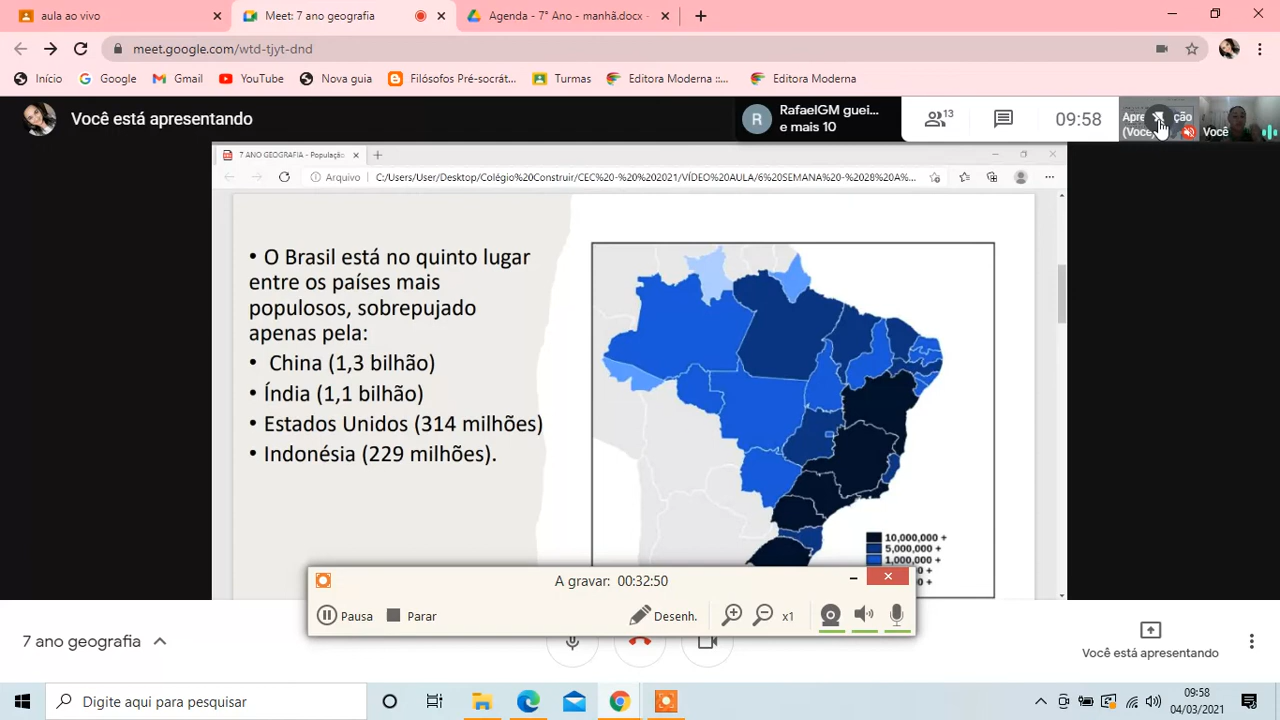 aula ao vivo
Meet: 7 ano geografia
Agenda - 7° Ano - manhã.docx -
meet.google.com/wtd-tjyt-dnd
Início
Google
Gmail
YouTube
Nova guia
Filósofos Pré-socrát...
Turmas
Editora Moderna ::...
Editora Moderna
Você está apresentando
R
RafaelGM guei...
e mais 10
13
09:58
Você
7 ANO GEOGRAFIA - População
Arquivo
C:/Users/User/Desktop/Colégio%20Construir/CEC%20-%20%202021/VÍDEO%20AULA/6%20SEMANA%20-%2028%20A%...
• O Brasil está no quinto lugar
entre os países mais
populosos, sobrepujado
apenas pela:
• China (1,3 bilhão)
• Índia (1,1 bilhão)
• Estados Unidos (314 milhões)
• Indonésia (229 milhões).
10,000,000 +
5,000,000 +
1,000,000 +
A gravar: 00:32:50
Pausa
Parar
Desenh.
x1
7 ano geografia
Você está apresentando
Digite aqui para pesquisar
09:58
04/03/2021